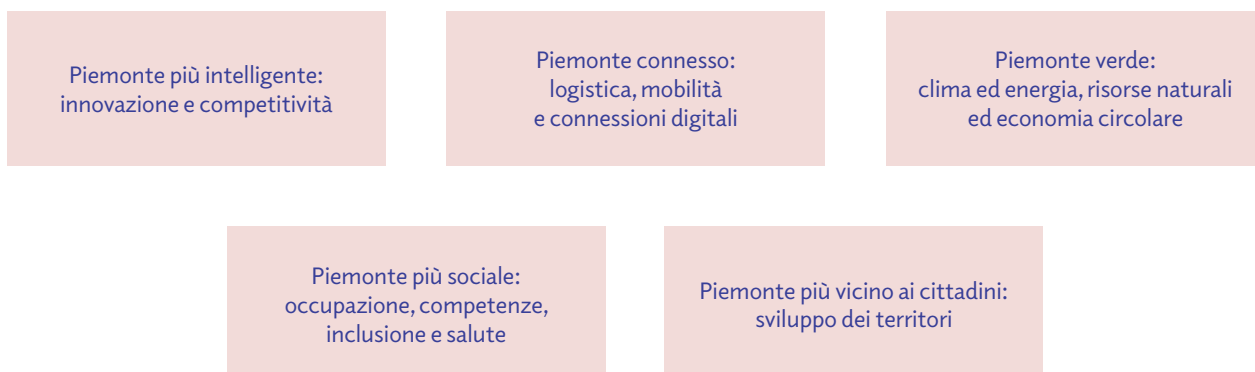 Piemonte più intelligente:
innovazione e competitività
Piemonte connesso:
logistica, mobilità
e connessioni digitali
Piemonte verde:
clima ed energia, risorse naturali
ed economia circolare
Piemonte più sociale:
occupazione, competenze,
inclusione e salute
Piemonte più vicino ai cittadini:
sviluppo dei territori